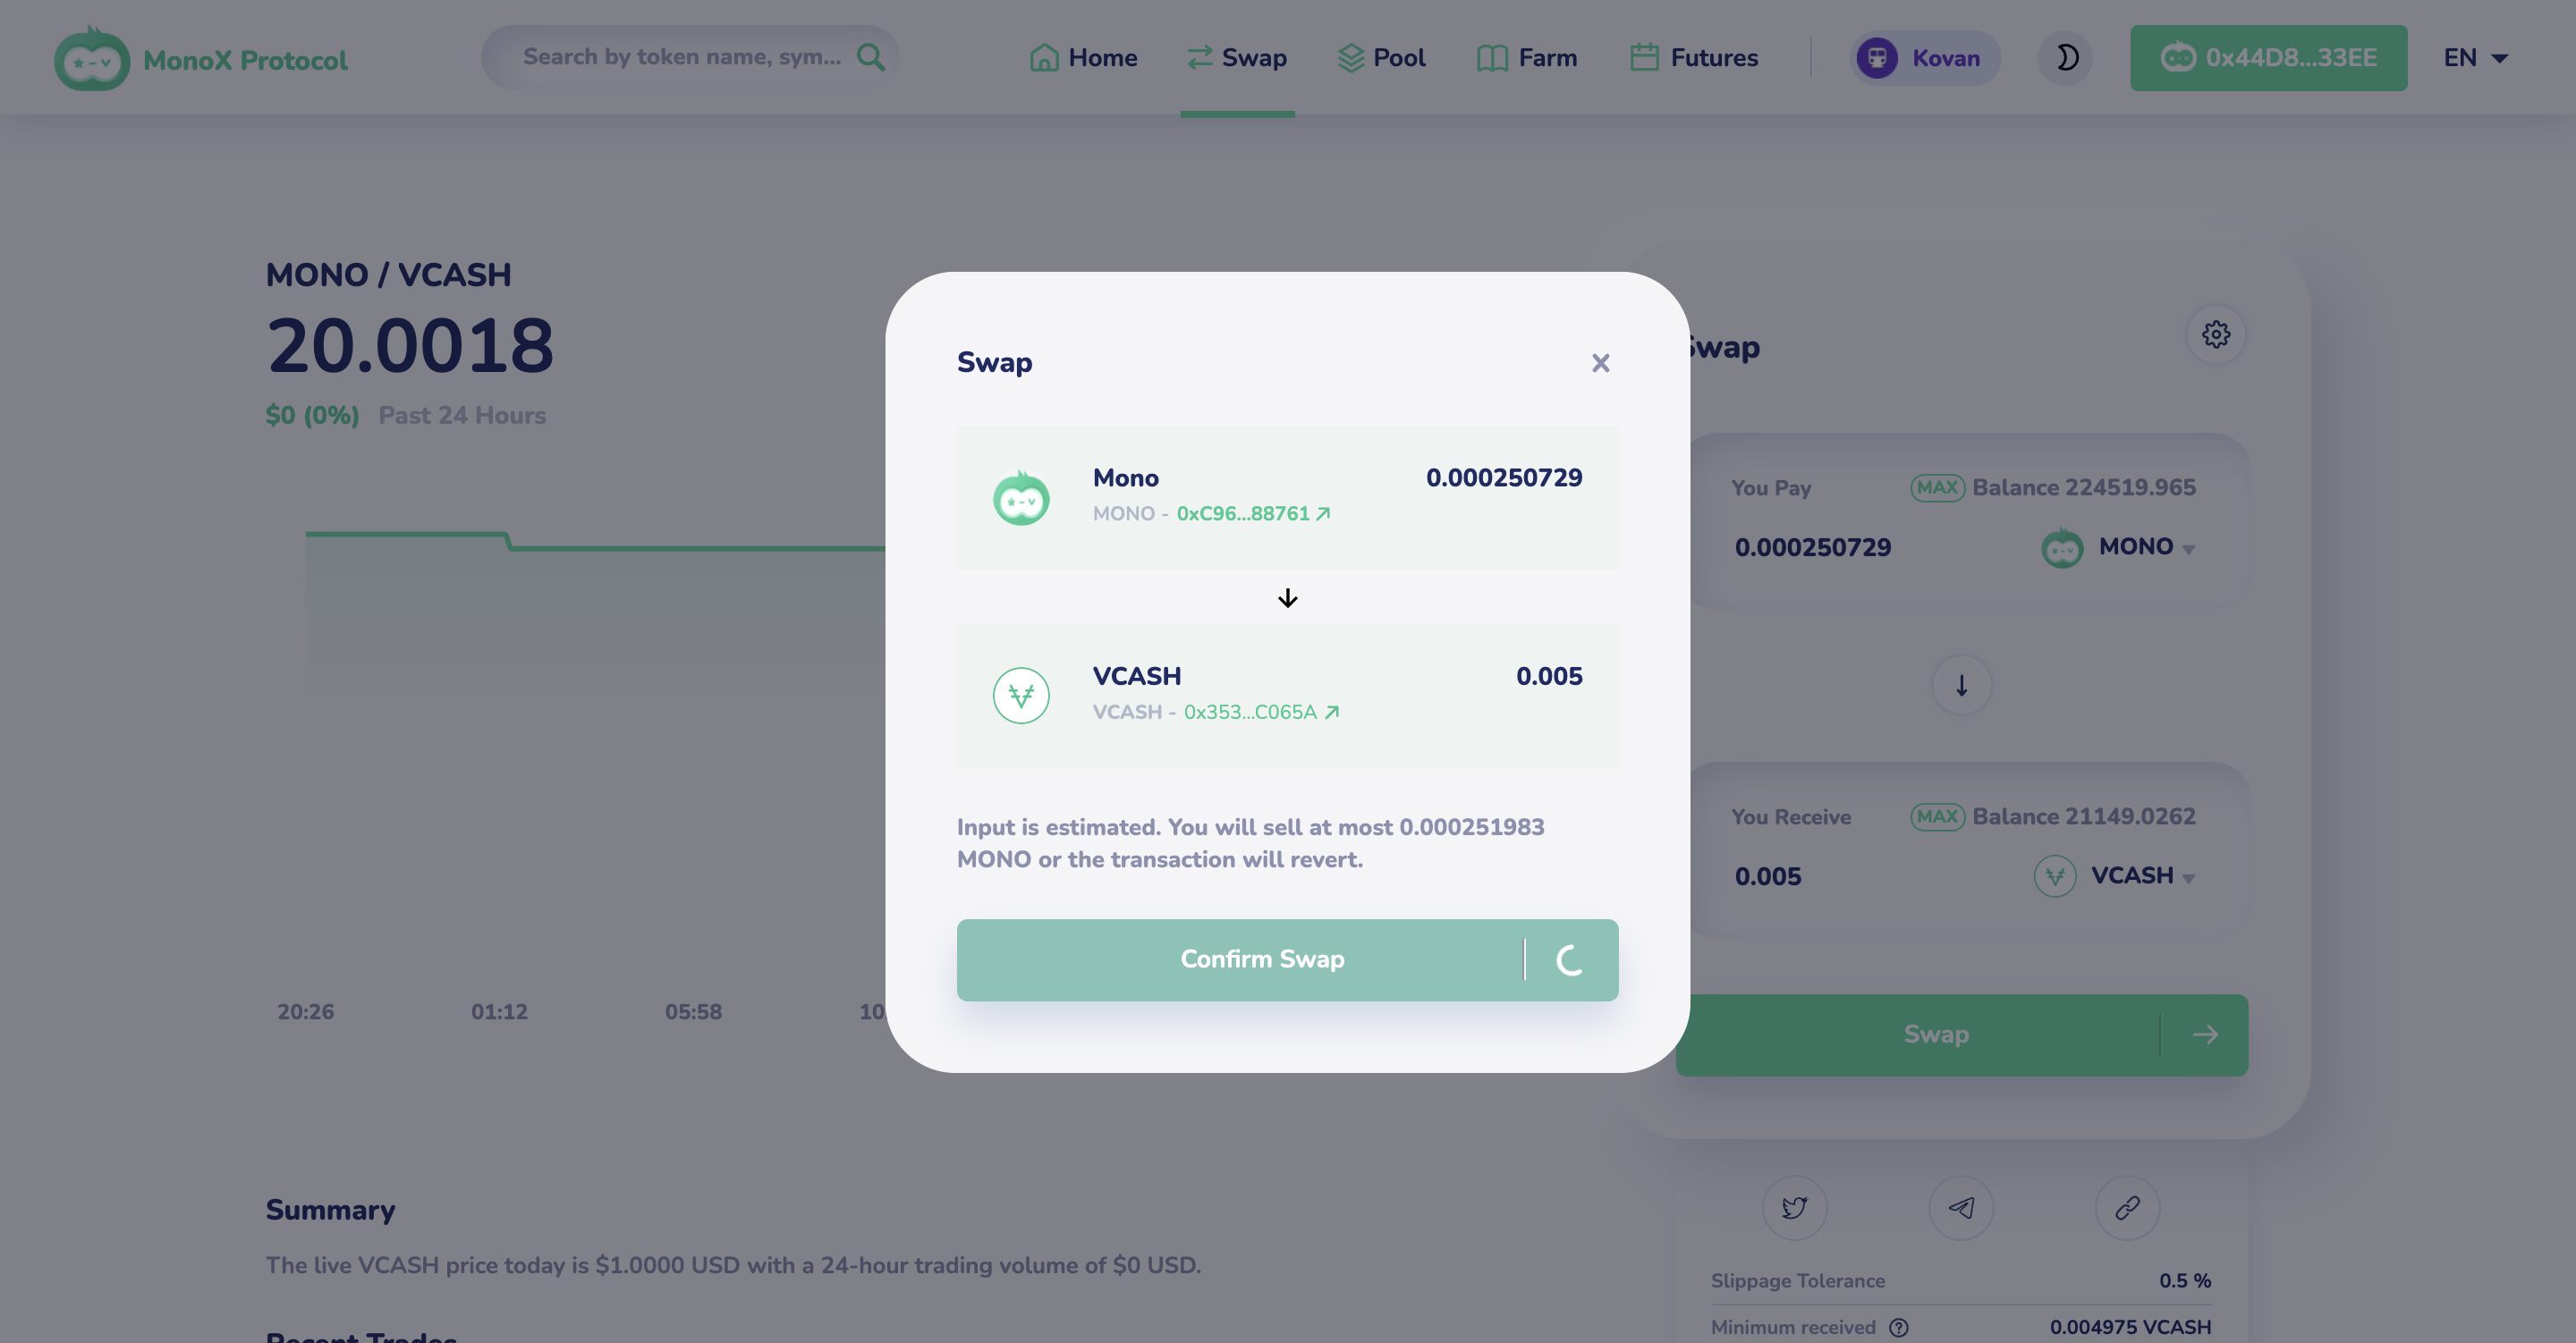 MonoX Protocol
Search by token name, sym...
Home
Swap
Pool
Farm
Futures
Kovan
0x44D8...33EE
EN
MONO / VCASH
20.0018
$0 (0%) Past 24 Hours
20:26
01:12
05:58
10
Swap
Mono
0.000250729
MONO - 0xC96...88761
VCASH
0.005
VCASH - 0x353...C065A
Input is estimated. You will sell at most 0.000251983
MONO or the transaction will revert.
Confirm Swap
Swap
You Pay
MAX Balance 224519.965
0.000250729
MONO
You Receive
MAX Balance 21149.0262
0.005
VCASH
Swap
Summary
The live VCASH price today is $1.0000 USD with a 24-hour trading volume of $0 USD.
Recent Trades
Slippage Tolerance
0.5 %
Minimum received ?
0.004975 VCASH